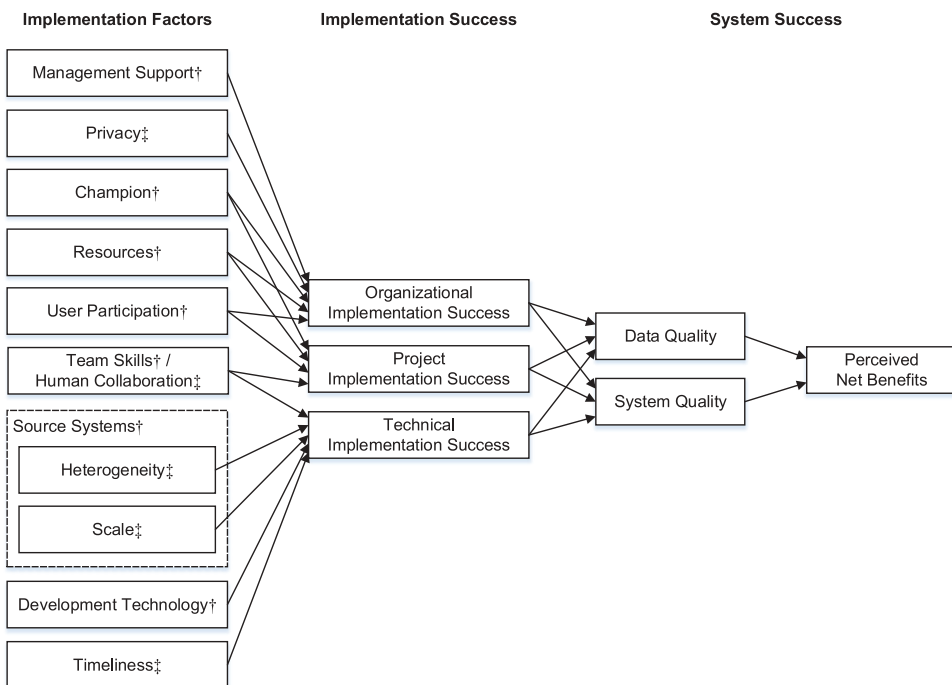 Implementation Factors
Implementation Success
System Success
Management Support†
Privacy‡
Champion†
Resources†
User Participation†
Team Skills† /
Human Collaboration‡
Source Systems†
Heterogeneity‡
Scale‡
Development Technology†
Timeliness‡
Organizational
Implementation Success
Project
Implementation Success
Technical
Implementation Success
Data Quality
System Quality
Perceived
Net Benefits